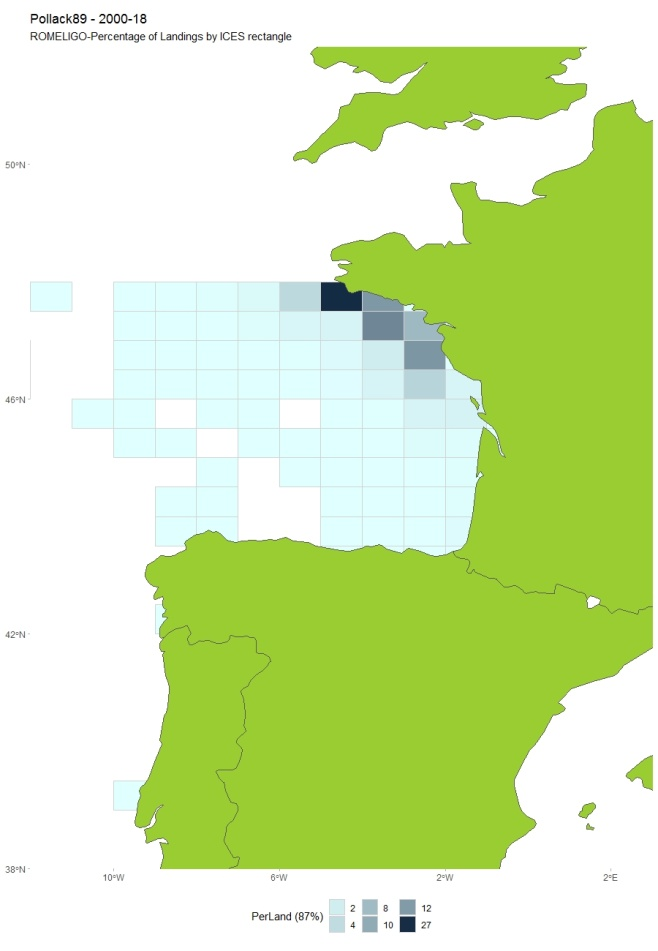 Pollack89 - 2000-18
ROMELIGO-Percentage of Landings by ICES rectangle
50°N
46°N
42°N
38°N
10°W 6°W 2°W 2°E
PerLand (87%) 2 8 12
4 10 27